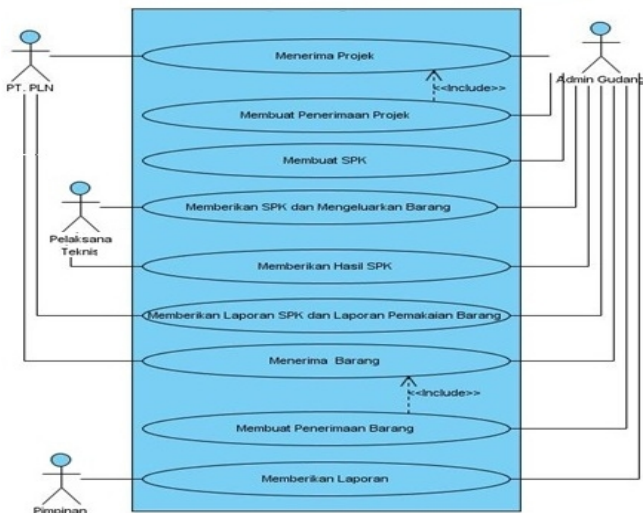 Menerima Projek
PT. PLN
Admin Gudang
<<Include>>
Membuat Penerimaan Projek
Membuat SPK
Memberikan SPK dan Mengeluarkan Barang
Pelaksana
Teknis
Memberikan Hasil SPK
Memberikan Laporan SPK dan Laporan Pemakaian Barang
Menerima Barang
<<Include>>
Membuat Penerimaan Barang
Memberikan Laporan
Pimpinan